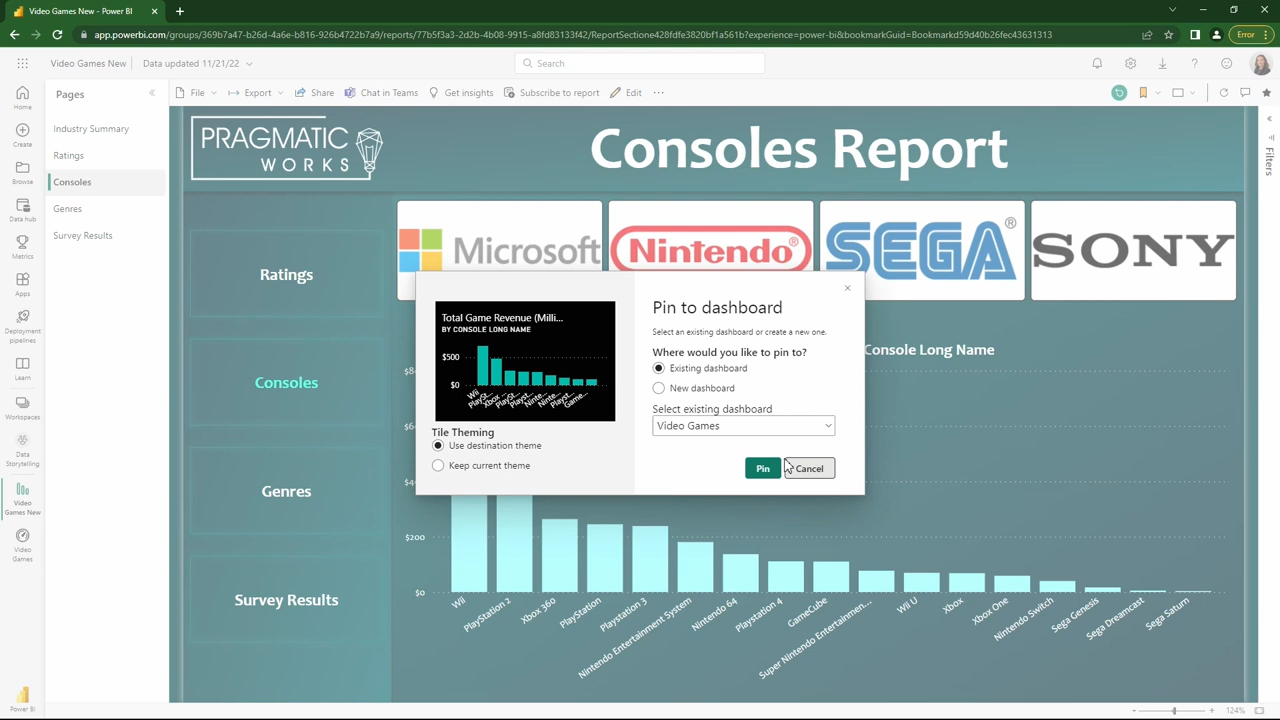 Video Games New - Power BI
app.powerbi.com/groups/369b7a47-b26d-4a6e-b816-926b4722b7a9/reports/77b5f3a3-2d2b-4b08-9915-a8fd83133f42/ReportSectione428fdfe3820bf1a561b?experience=power-bi&bookmarkGuid=Bookmarkd59d40b26fec43631313
Error
Video Games New
Data updated 11/21/22
Search
Home
Create
Browse
Data hub
Metrics
Apps
Deployment
pipelines
Learn
Workspaces
Data
Storytelling
Video
Games New
Video
Games
Power BI
Pages
Industry Summary
Ratings
Consoles
Genres
Survey Results
File
Export
Share
Chat in Teams
Get insights
Subscribe to report
Edit
Filters
PRAGMATIC
WORKS
Consoles Report
Ratings
Consoles
Genres
Survey Results
Microsoft
Nintendo®
SEGA®
SONY
Console Long Name
$200
$0
Wii
PlayStation 2
Xbox 360
PlayStation
Playstation 3
Nintendo Entertainment System
Nintendo 64
Playstation 4
GameCube
Super Nintendo Entertainmen...
Wii U
Xbox
Xbox One
Nintendo Switch
Sega Genesis
Sega Dreamcast
Sega Saturn
Total Game Revenue (Milli...
BY CONSOLE LONG NAME
$500
$0
Wii
PlaySt...
Xbox ...
PlaySt...
Playst...
Ninte...
Ninte...
Playst...
Game...
Tile Theming
Use destination theme
Keep current theme
Pin to dashboard
Select an existing dashboard or create a new one.
Where would you like to pin to?
Existing dashboard
New dashboard
Select existing dashboard
Video Games
Pin
Cancel
124%